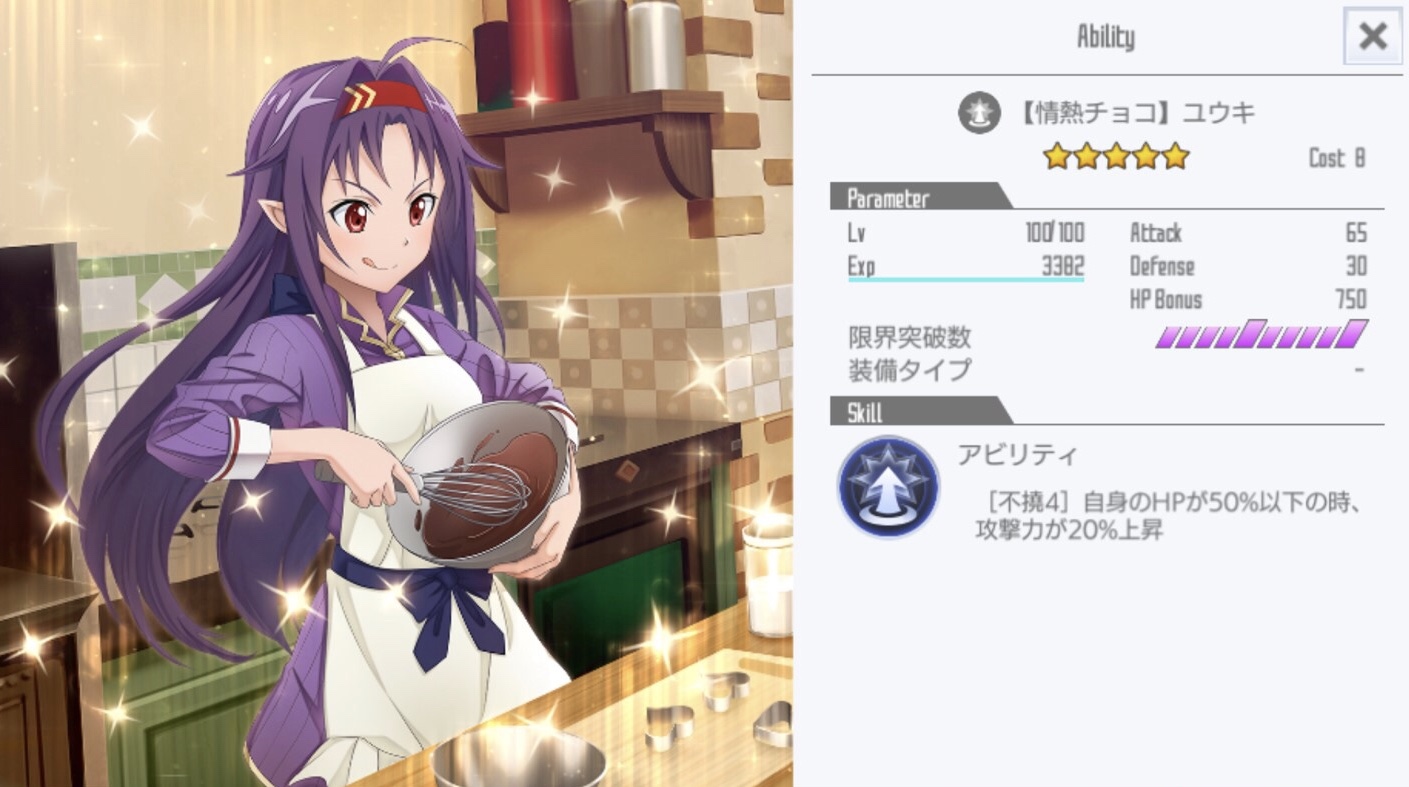 Ability
【情熱チョコ】ユウキ
Cost 8
Parameter
Lv 100/100 Attack 65
Exp 3382 Defense 30
HP Bonus 750
限界突破数
装備タイプ -
Skill
アビリティ
［不撓4］自身のHPが50%以下の時、
攻撃力が20%上昇